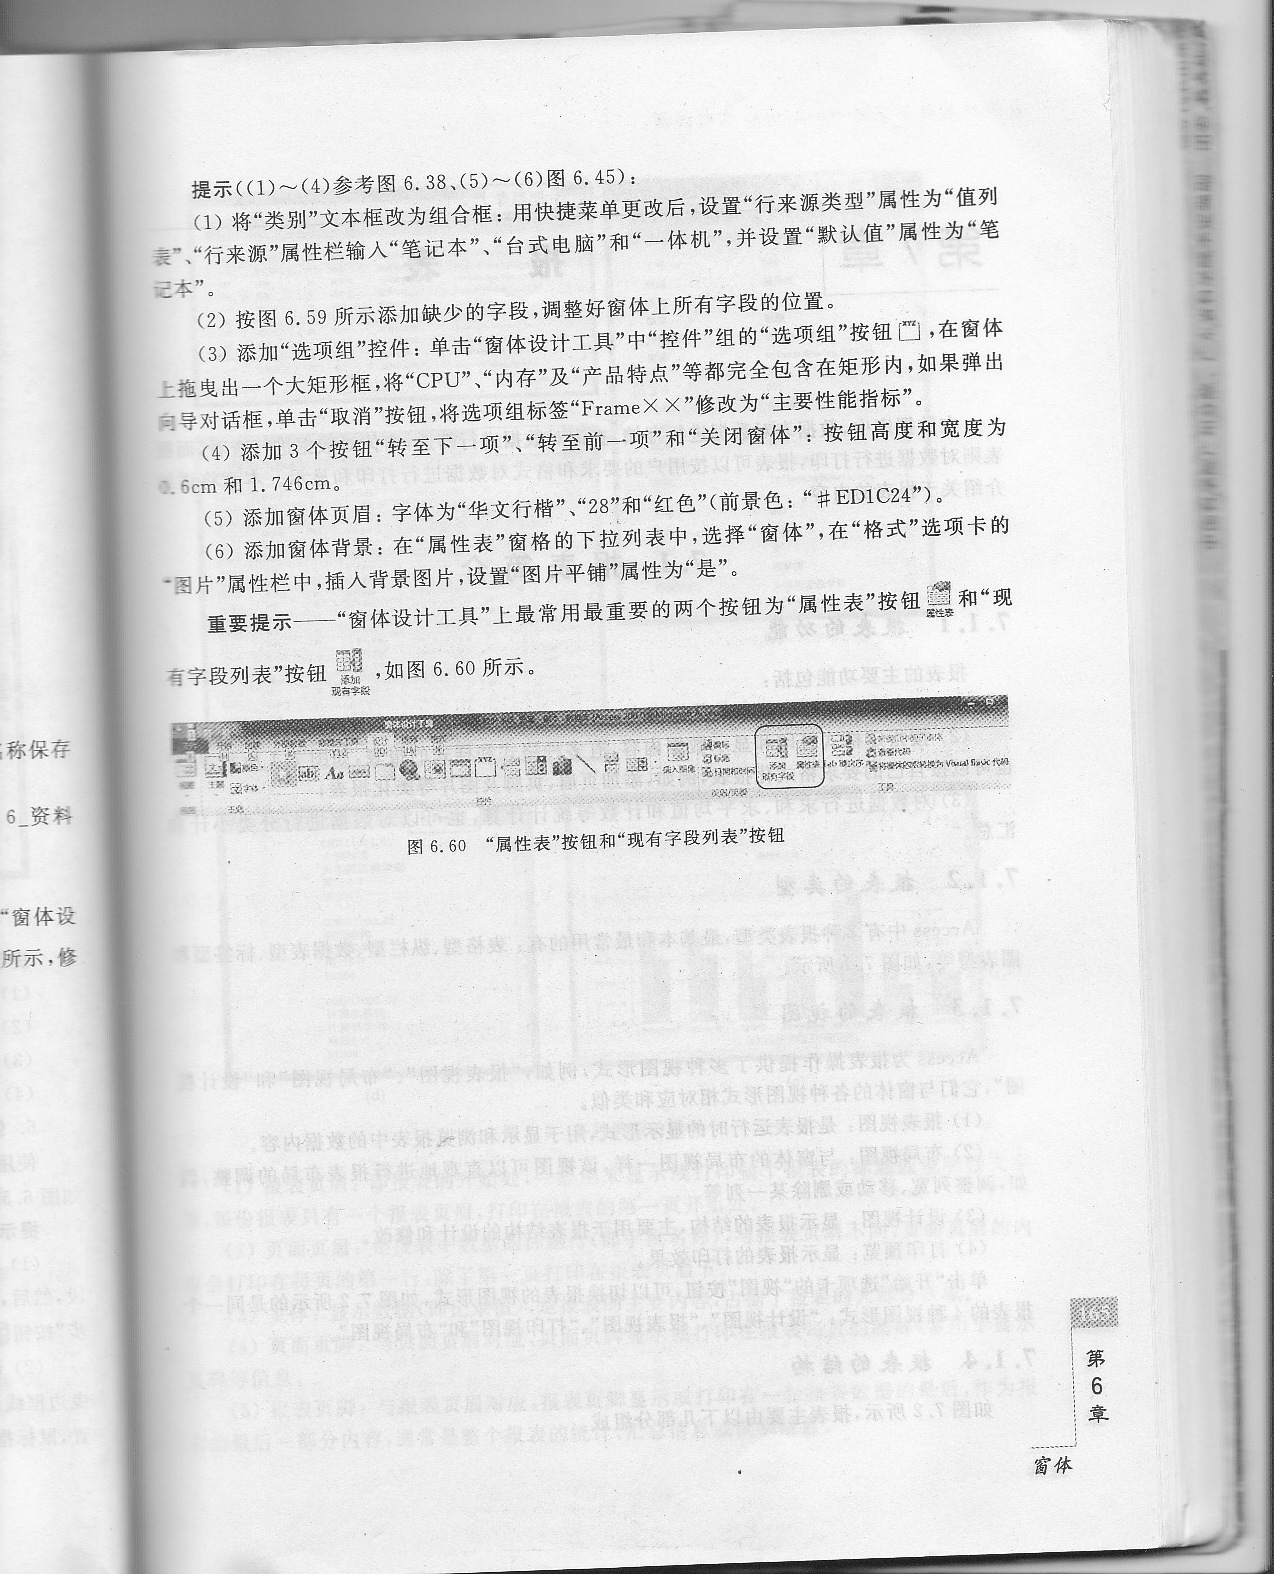 提示((1)～(4)参考图 6.38、(5)～(6)图 6.45)：
(1) 将“类别”文本框改为组合框：用快捷菜单更改后，设置“行来源类型”属性为“值列
表”、“行来源”属性栏输入“笔记本”、“台式电脑”和“一体机”，并设置“默认值”属性为“笔
记本”。
(2) 按图 6.59 所示添加缺少的字段，调整好窗体上所有字段的位置。
(3) 添加“选项组”控件：单击“窗体设计工具”中“控件”组的“选项组”按钮，在窗体
上拖曳出一个大矩形框，将“CPU”、“内存”及“产品特点”等都完全包含在矩形内，如果弹出
向导对话框，单击“取消”按钮，将选项组标签“Frame××”修改为“主要性能指标”。
(4) 添加 3 个按钮“转至下一项”、“转至前一项”和“关闭窗体”：按钮高度和宽度为
0.6cm 和 1.746cm。
(5) 添加窗体页眉：字体为“华文行楷”、“28”和“红色”(前景色：“#ED1C24”)。
(6) 添加窗体背景：在“属性表”窗格的下拉列表中，选择“窗体”，在“格式”选项卡的
“图片”属性栏中，插入背景图片，设置“图片平铺”属性为“是”。
重要提示——“窗体设计工具”上最常用最重要的两个按钮为“属性表”按钮 属性表 和“现
有字段列表”按钮 添加 现有字段，如图 6.60 所示。
图 6.60 “属性表”按钮和“现有字段列表”按钮
称保存
6_资料
“窗体设
所示，修
165
第
6
章
窗体